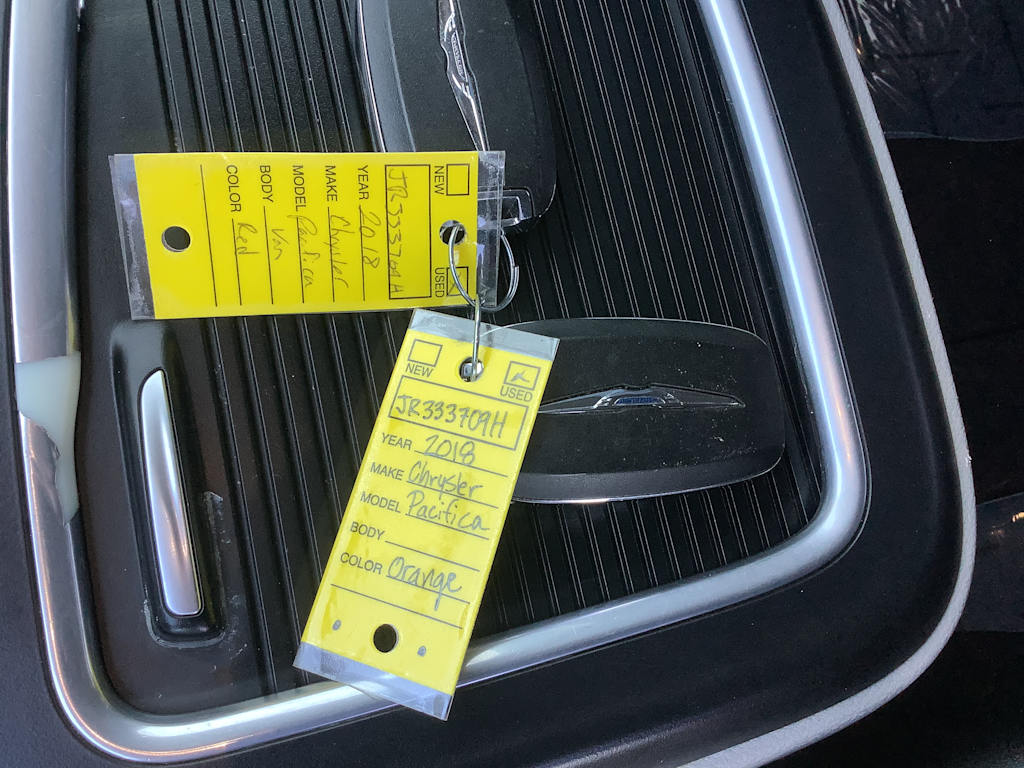 NEW
USED
JR333709H
YEAR 2018
MAKE Chrysler
MODEL Pacifica
BODY Van
COLOR Red
NEW
USED
JR333709H
YEAR 2018
MAKE Chrysler
MODEL Pacifica
BODY
COLOR Orange